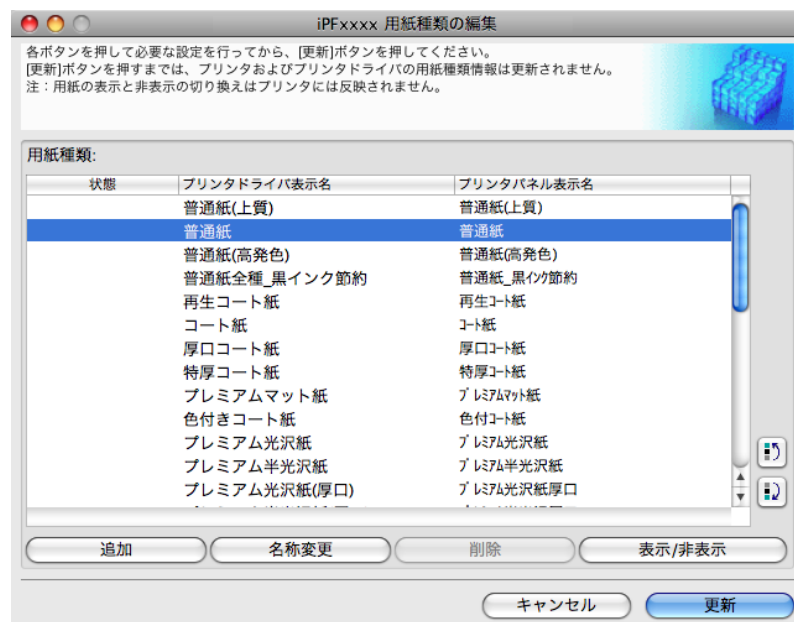 iPFxxxx 用紙種類の編集
各ボタンを押して必要な設定を行ってから、[更新]ボタンを押してください。
[更新]ボタンを押すまでは、プリンタおよびプリンタドライバの用紙種類情報は更新されません。
注：用紙の表示と非表示の切り換えはプリンタには反映されません。
用紙種類:
状態 プリンタドライバ表示名 プリンタパネル表示名
普通紙(上質) 普通紙(上質)
普通紙 普通紙
普通紙(高発色) 普通紙(高発色)
普通紙全種_黒インク節約 普通紙_黒ｲﾝｸ節約
再生コート紙 再生ｺｰﾄ紙
コート紙 ｺｰﾄ紙
厚口コート紙 厚口ｺｰﾄ紙
特厚コート紙 特厚ｺｰﾄ紙
プレミアムマット紙 ﾌﾟﾚﾐｱﾑﾏｯﾄ紙
色付きコート紙 色付ｺｰﾄ紙
プレミアム光沢紙 ﾌﾟﾚﾐｱﾑ光沢紙
プレミアム半光沢紙 ﾌﾟﾚﾐｱﾑ半光沢紙
プレミアム光沢紙(厚口) ﾌﾟﾚﾐｱﾑ光沢紙厚口
追加 名称変更 削除 表示/非表示
キャンセル 更新